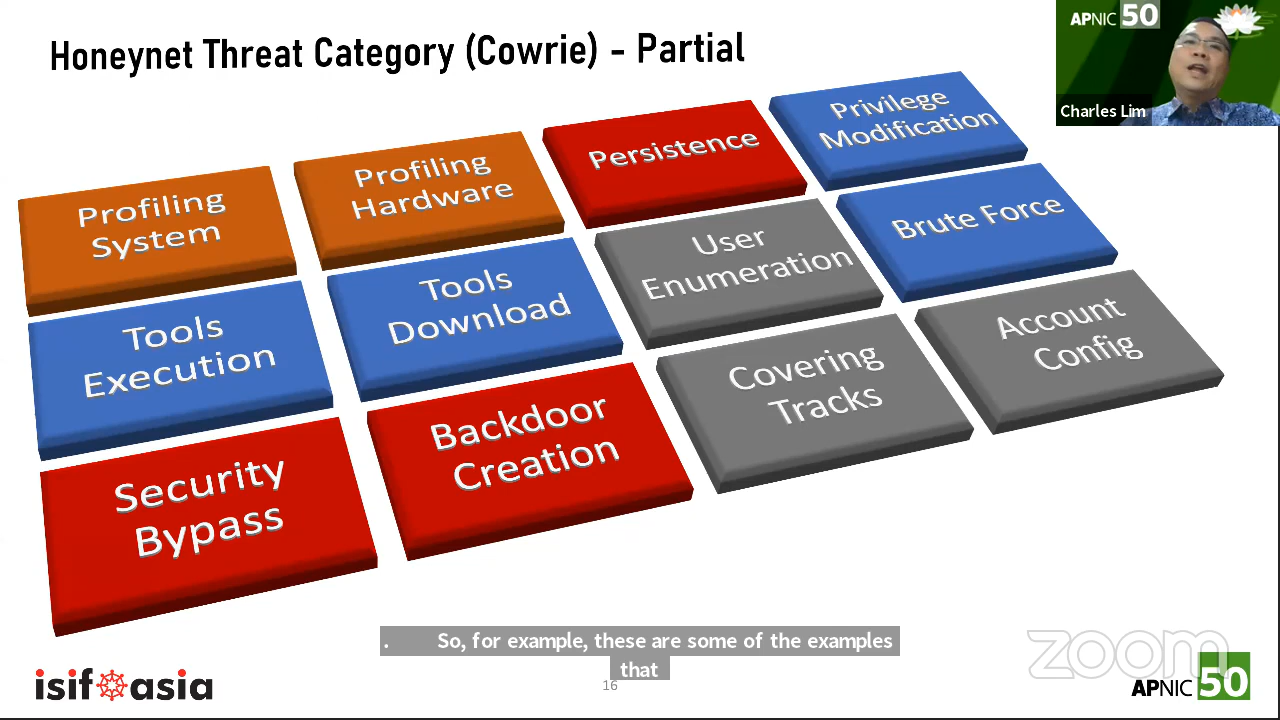 Honeynet Threat Category (Cowrie) - Partial
APNIC 50
Charles Lim
Profiling
System
Profiling
Hardware
Persistence
Privilege
Modification
Tools
Execution
Tools
Download
User
Enumeration
Brute Force
Security
Bypass
Backdoor
Creation
Covering
Tracks
Account
Config
. So, for example, these are some of the examples
that
isif asia
16
zoom
APNIC 50